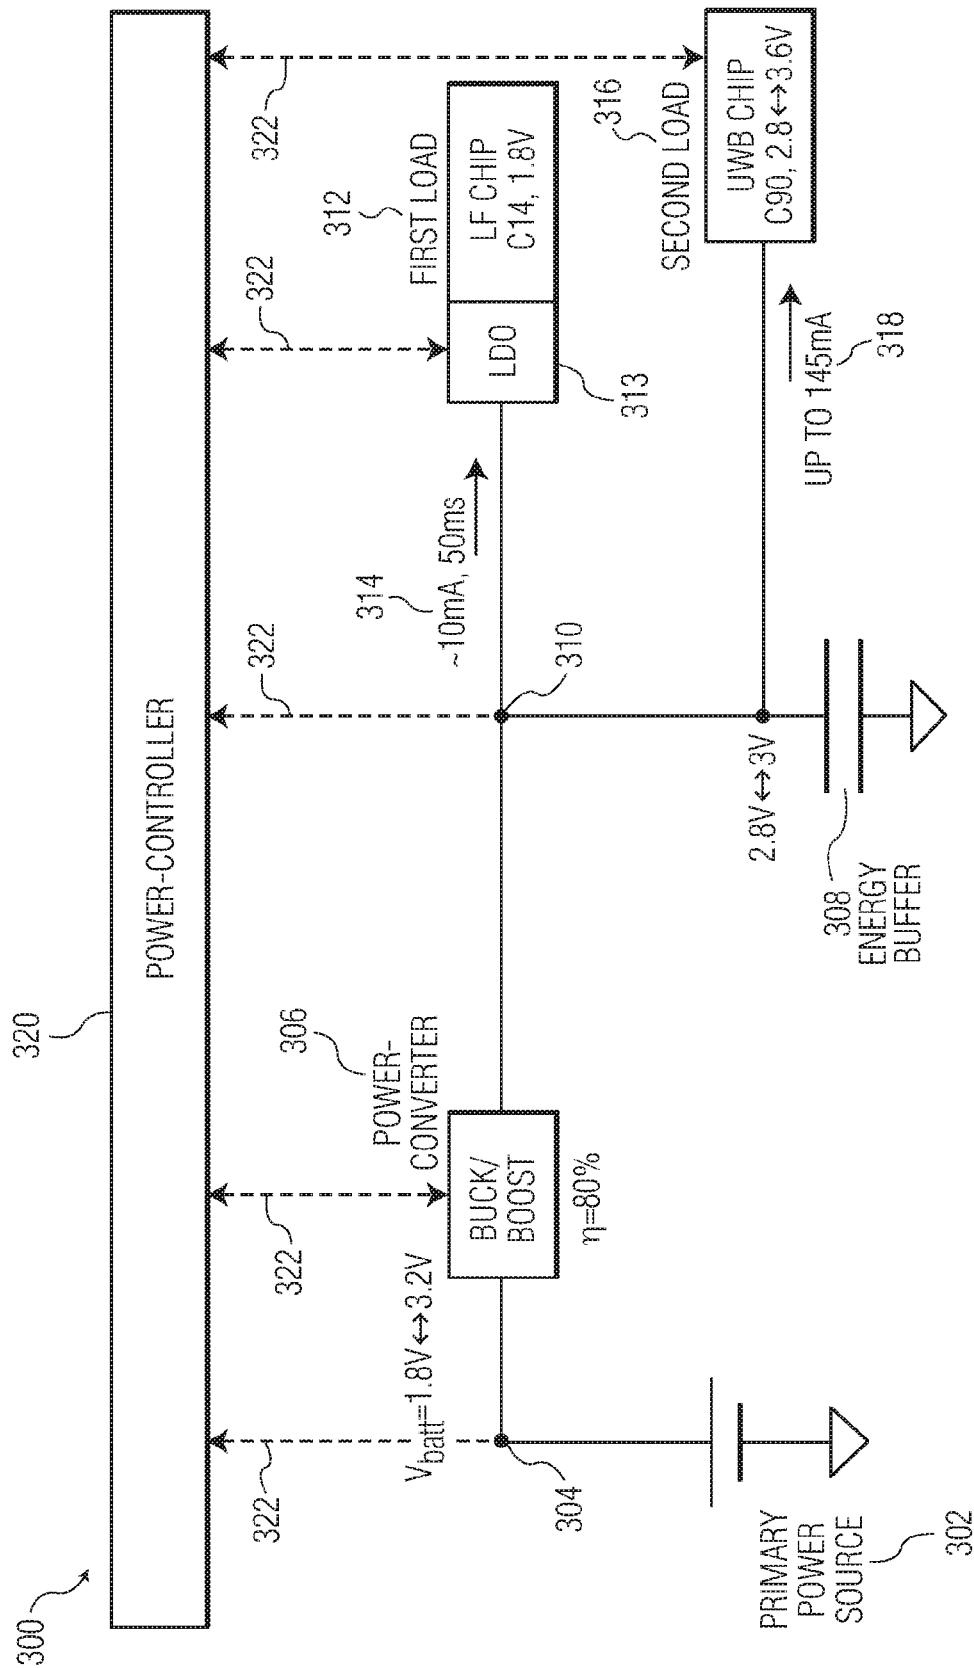 300
320
POWER-CONTROLLER
322
322
322
322
322
V_batt=1.8V↔3.2V
304
PRIMARY
POWER
SOURCE
302
306
POWER-
CONVERTER
BUCK/
BOOST
η=80%
310
2.8V↔3V
308
ENERGY
BUFFER
314
~10mA, 50ms
312
FIRST LOAD
LDO
313
LF CHIP
C14, 1.8V
316
SECOND LOAD
UWB CHIP
C90, 2.8↔3.6V
UP TO 145mA
318